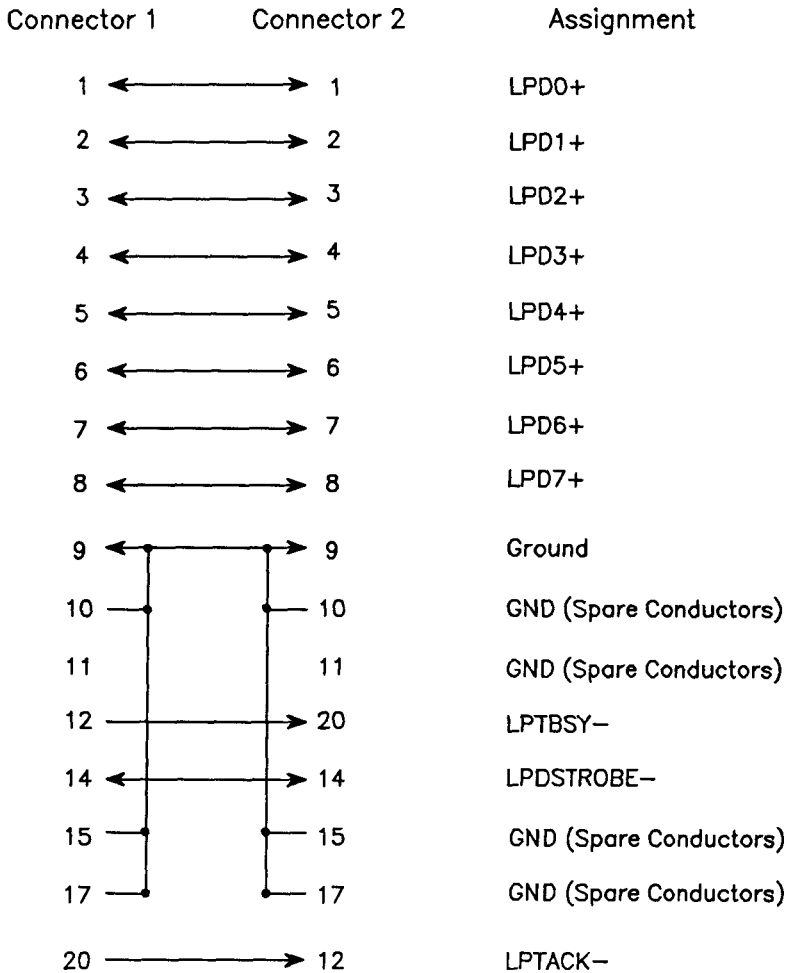 Connector 1 Connector 2 Assignment
1 1 LPD0+
2 2 LPD1+
3 3 LPD2+
4 4 LPD3+
5 5 LPD4+
6 6 LPD5+
7 7 LPD6+
8 8 LPD7+
9 9 Ground
10 10 GND (Spare Conductors)
11 11 GND (Spare Conductors)
12 20 LPTBSY-
14 14 LPDSTROBE-
15 15 GND (Spare Conductors)
17 17 GND (Spare Conductors)
20 12 LPTACK-